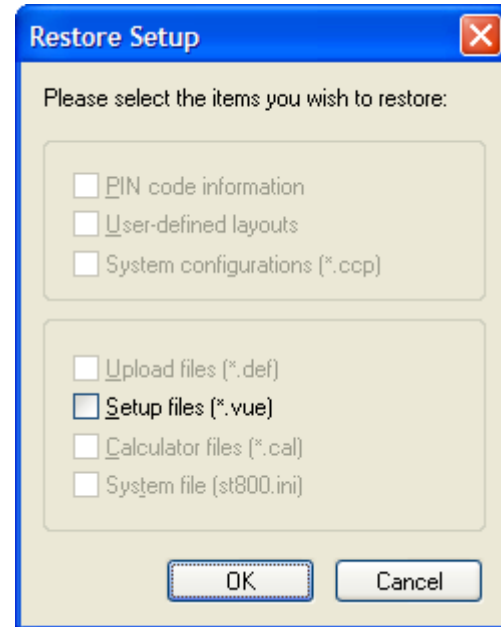 Restore Setup
Please select the items you wish to restore:
PIN code information
User-defined layouts
System configurations (*.ccp)
Upload files (*.def)
Setup files (*.vue)
Calculator files (*.cal)
System file (st800.ini)
OK Cancel